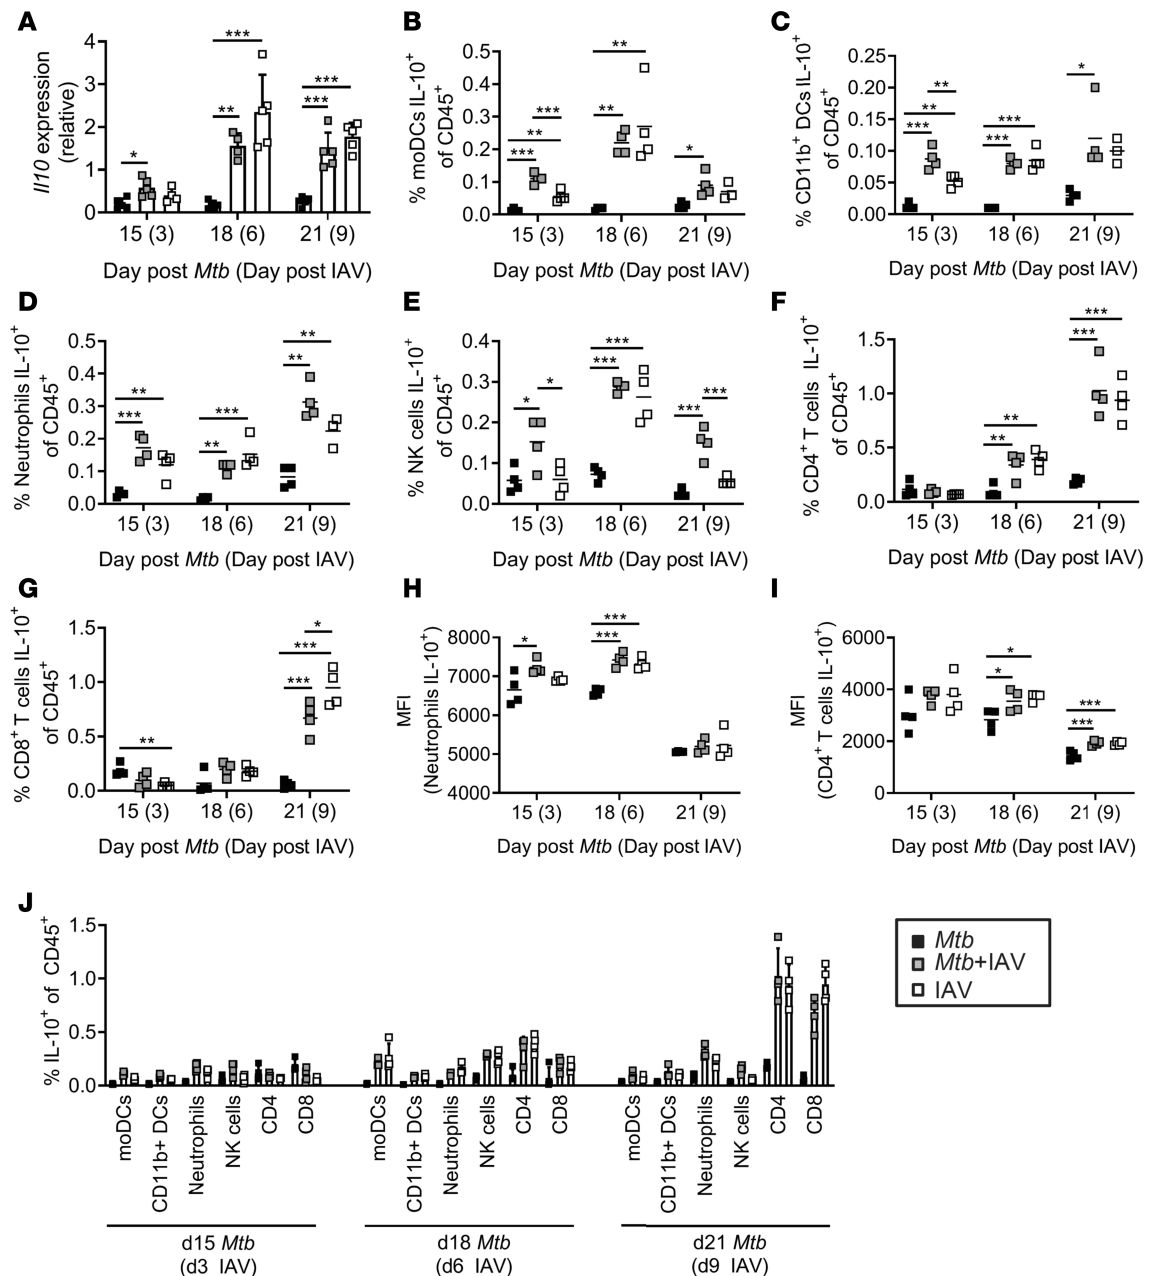 A
Il10 expression
(relative)
4
3
2
1
0
*
**
***
***
***
15 (3)
18 (6)
21 (9)
Day post Mtb (Day post IAV)
B
% moDCs IL-10+
of CD45+
0.5
0.4
0.3
0.2
0.1
0.0
***
**
***
**
**
*
15 (3)
18 (6)
21 (9)
Day post Mtb (Day post IAV)
C
% CD11b+ DCs IL-10+
of CD45+
0.25
0.20
0.15
0.10
0.05
0.00
**
**
***
***
***
*
15 (3)
18 (6)
21 (9)
Day post Mtb (Day post IAV)
D
% Neutrophils IL-10+
of CD45+
0.5
0.4
0.3
0.2
0.1
0.0
**
***
***
**
**
**
15 (3)
18 (6)
21 (9)
Day post Mtb (Day post IAV)
E
% NK cells IL-10+
of CD45+
0.4
0.3
0.2
0.1
0.0
*
*
***
***
***
***
15 (3)
18 (6)
21 (9)
Day post Mtb (Day post IAV)
F
% CD4+ T cells IL-10+
of CD45+
1.5
1.0
0.5
0.0
**
**
***
***
15 (3)
18 (6)
21 (9)
Day post Mtb (Day post IAV)
G
% CD8+ T cells IL-10+
of CD45+
1.5
1.0
0.5
0.0
**
*
***
***
15 (3)
18 (6)
21 (9)
Day post Mtb (Day post IAV)
H
MFI
(Neutrophils IL-10+)
8000
7000
6000
5000
4000
*
***
***
15 (3)
18 (6)
21 (9)
Day post Mtb (Day post IAV)
I
MFI
(CD4+ T cells IL-10+)
6000
4000
2000
0
*
*
***
***
15 (3)
18 (6)
21 (9)
Day post Mtb (Day post IAV)
J
% IL-10+ of CD45+
1.5
1.0
0.5
0.0
moDCs
CD11b+ DCs
Neutrophils
NK cells
CD4
CD8
moDCs
CD11b+ DCs
Neutrophils
NK cells
CD4
CD8
moDCs
CD11b+ DCs
Neutrophils
NK cells
CD4
CD8
d15 Mtb
(d3 IAV)
d18 Mtb
(d6 IAV)
d21 Mtb
(d9 IAV)
Mtb
Mtb+IAV
IAV